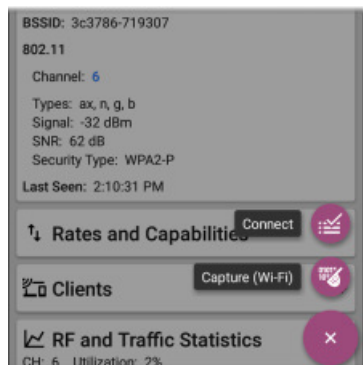 BSSID: 3c3786-719307
802.11
Channel: 6
Types: ax, n, g, b
Signal: -32 dBm
SNR: 62 dB
Security Type: WPA2-P
Last Seen: 2:10:31 PM
Rates and Capabilities
Connect
Clients
Capture (Wi-Fi)
RF and Traffic Statistics
CH: 6 Utilization: 2%